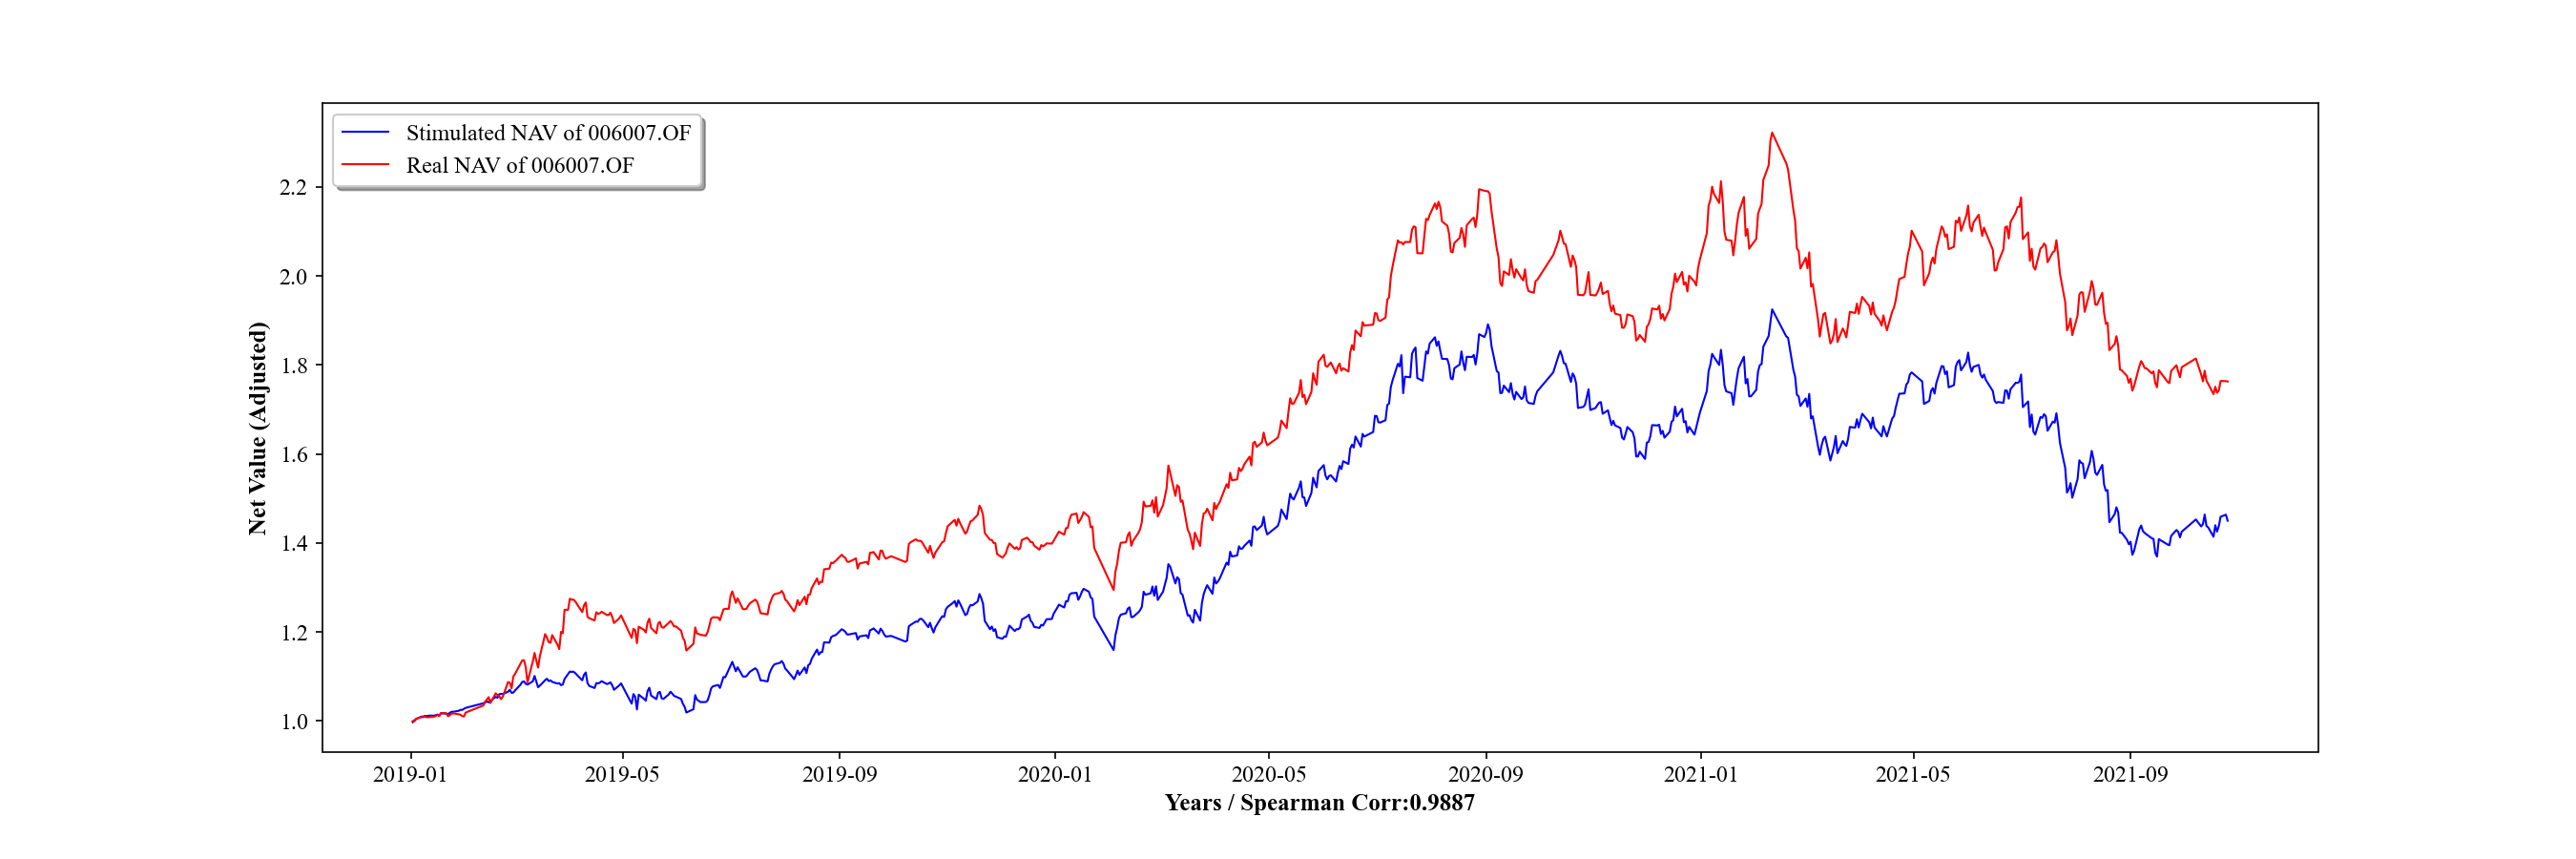 Stimulated NAV of 006007.OF
Real NAV of 006007.OF
2.2
2.0
1.8
1.6
1.4
1.2
1.0
Net Value (Adjusted)
2019-01 2019-05 2019-09 2020-01 2020-05 2020-09 2021-01 2021-05 2021-09
Years / Spearman Corr:0.9887